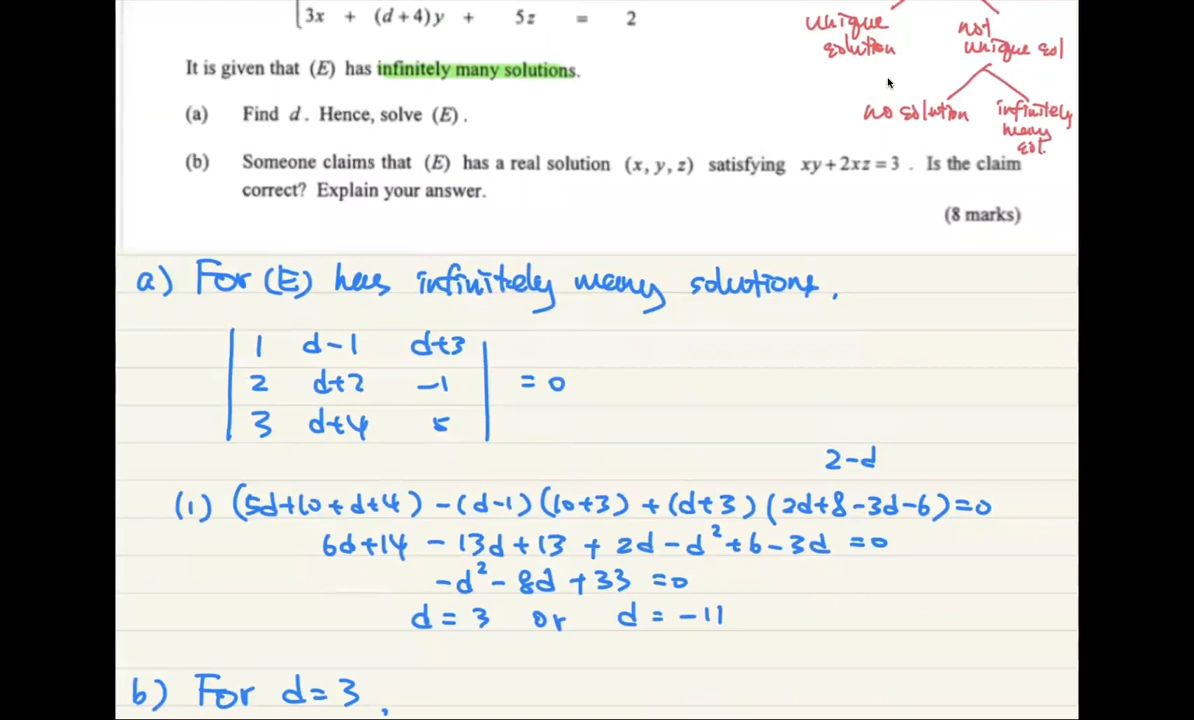 3x + (d+4)y + 5z = 2
unique solution
not unique sol
It is given that (E) has infinitely many solutions.
no solution
infinitely many sol.
(a) Find d. Hence, solve (E).
(b) Someone claims that (E) has a real solution (x, y, z) satisfying xy+2xz=3. Is the claim
correct? Explain your answer.
(8 marks)
a) For (E) has infinitely many solutions,
| 1 d-1 d+3 |
| 2 d+2 -1 | = 0
| 3 d+4 5 |
2-d
(1) (5d+10+d+4) -(d-1)(10+3) + (d+3)(2d+8-3d-6)=0
6d+14 - 13d+13 + 2d-d²+6-3d =0
-d²-8d+33 =0
d=3 or d=-11
b) For d=3,